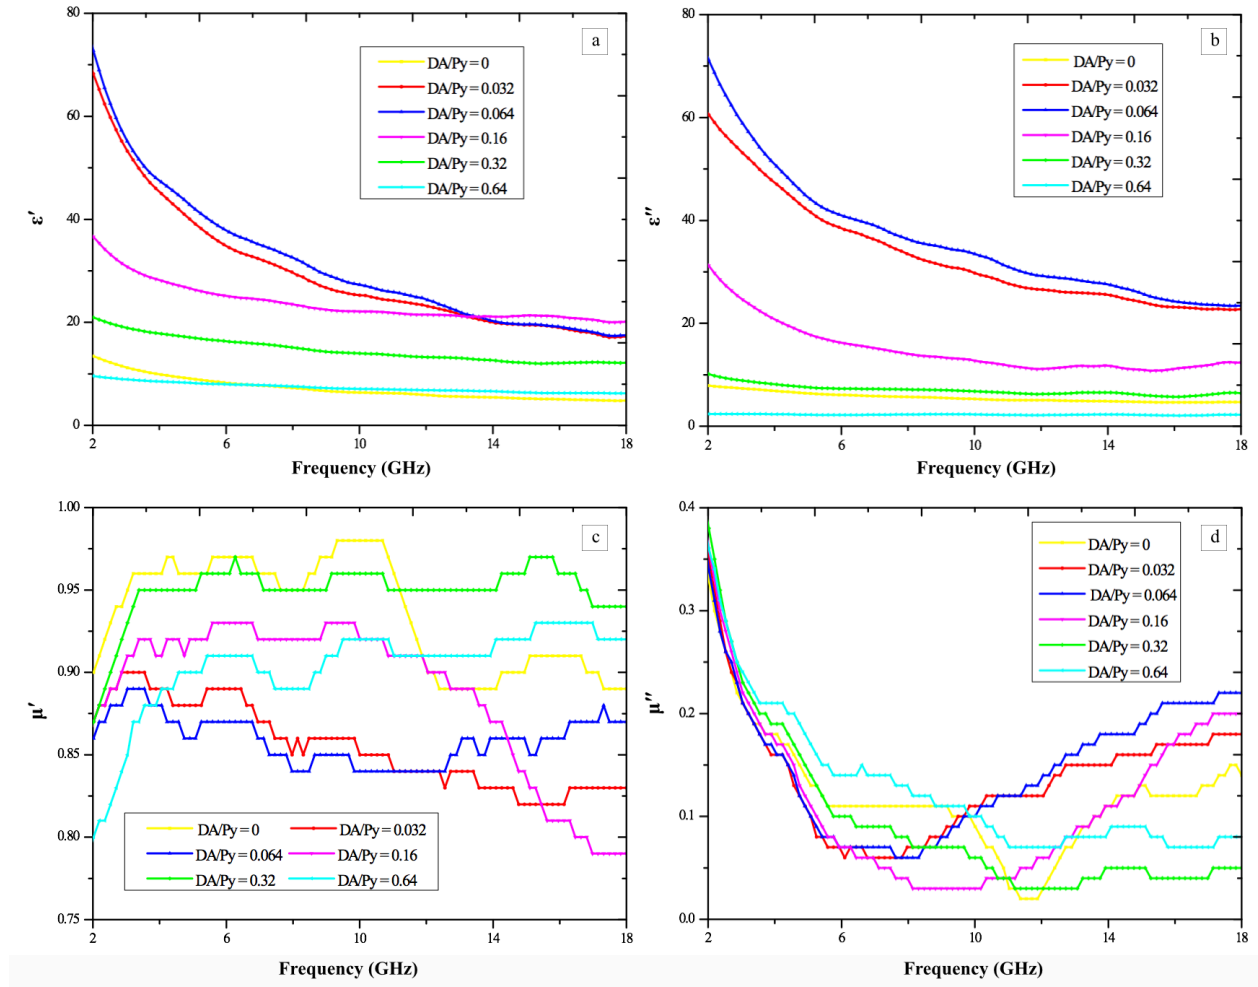 80
60
40
20
0
2
6
10
14
18
ε′
Frequency (GHz)
a
DA/Py = 0
DA/Py = 0.032
DA/Py = 0.064
DA/Py = 0.16
DA/Py = 0.32
DA/Py = 0.64
80
60
40
20
0
2
6
10
14
18
ε″
Frequency (GHz)
b
DA/Py = 0
DA/Py = 0.032
DA/Py = 0.064
DA/Py = 0.16
DA/Py = 0.32
DA/Py = 0.64
1.00
0.95
0.90
0.85
0.80
0.75
2
6
10
14
18
μ′
Frequency (GHz)
c
DA/Py = 0 DA/Py = 0.032
DA/Py = 0.064 DA/Py = 0.16
DA/Py = 0.32 DA/Py = 0.64
0.4
0.3
0.2
0.1
0.0
2
6
10
14
18
μ″
Frequency (GHz)
d
DA/Py = 0
DA/Py = 0.032
DA/Py = 0.064
DA/Py = 0.16
DA/Py = 0.32
DA/Py = 0.64